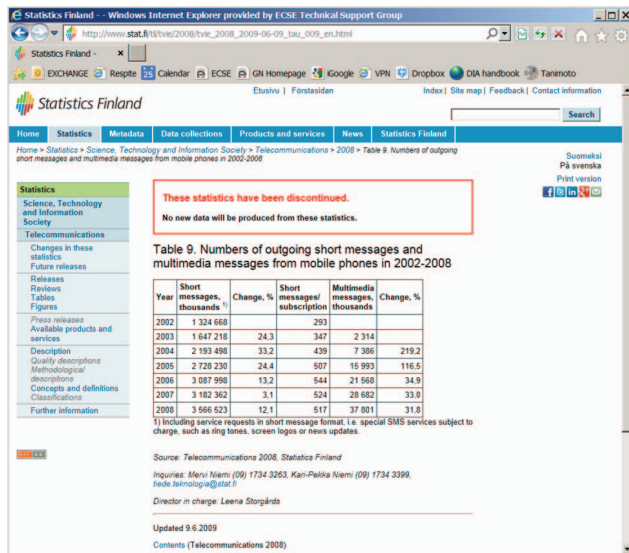 Statistics Finland - - Windows Internet Explorer provided by ECSE Technical Support Group
http://www.stat.fi/til/tvie/2008/tvie_2008_2009-06-09_tau_009_en.html
Statistics Finland -
EXCHANGE Respite 25 Calendar ECSE GN Homepage iGoogle VPN Dropbox DIA handbook Tanimoto
Etusivu | Förstasidan Index | Site map | Feedback | Contact information
Statistics Finland
Search
Home Statistics Metadata Data collections Products and services News Statistics Finland
Home > Statistics > Science, Technology and Information Society > Telecommunications > 2008 > Table 9. Numbers of outgoing
short messages and multimedia messages from mobile phones in 2002-2008
Suomeksi
På svenska
Print version
Statistics
Science, Technology
and Information
Society
Telecommunications
Changes in these
statistics
Future releases
Releases
Reviews
Tables
Figures
Press releases
Available products and
services
Description
Quality descriptions
Methodological
descriptions
Concepts and definitions
Classifications
Further information
These statistics have been discontinued.
No new data will be produced from these statistics.
Table 9. Numbers of outgoing short messages and
multimedia messages from mobile phones in 2002-2008
Year Short messages, thousands 1) Change, % Short messages/ subscription Multimedia messages, thousands Change, %
2002 1 324 668 293
2003 1 647 218 24,3 347 2 314
2004 2 193 498 33,2 439 7 386 219,2
2005 2 728 230 24,4 507 15 993 116,5
2006 3 087 998 13,2 544 21 568 34,9
2007 3 182 362 3,1 524 28 682 33,0
2008 3 566 523 12,1 517 37 801 31,8
1) Including service requests in short message format, i.e. special SMS services subject to
charge, such as ring tones, screen logos or news updates.
Source: Telecommunications 2008, Statistics Finland
Inquiries: Mervi Niemi (09) 1734 3263, Kari-Pekka Niemi (09) 1734 3399,
tiede.teknologia@stat.fi
Director in charge: Leena Storgårds
Updated 9.6.2009
Contents (Telecommunications 2008)